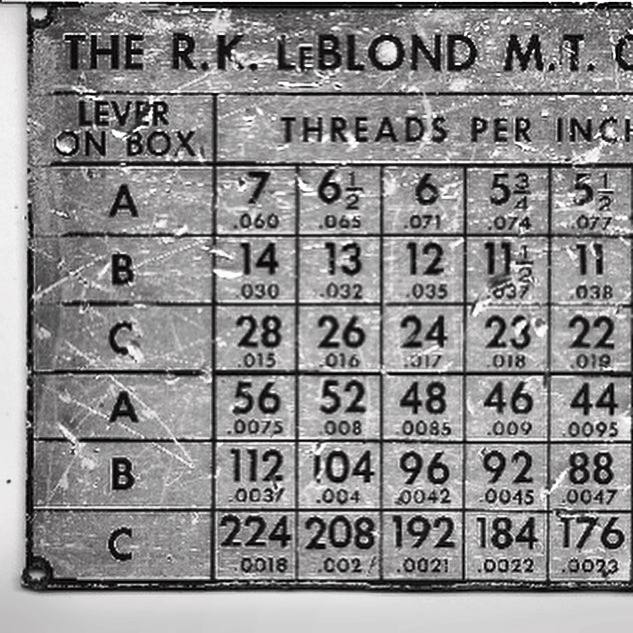 THE R.K. LEBLOND M.T.
LEVER
ON BOX
THREADS PER INCH
A 7 6½ 6 5¾ 5½
.060 .065 .071 .074 .077
B 14 13 12 11½ 11
.030 .032 .035 .037 .038
C 28 26 24 23 22
.015 .016 .017 .018 .019
A 56 52 48 46 44
.0075 .008 .0085 .009 .0095
B 112 104 96 92 88
.0037 .004 .0042 .0045 .0047
C 224 208 192 184 176
.0018 .002 .0021 .0022 .0023